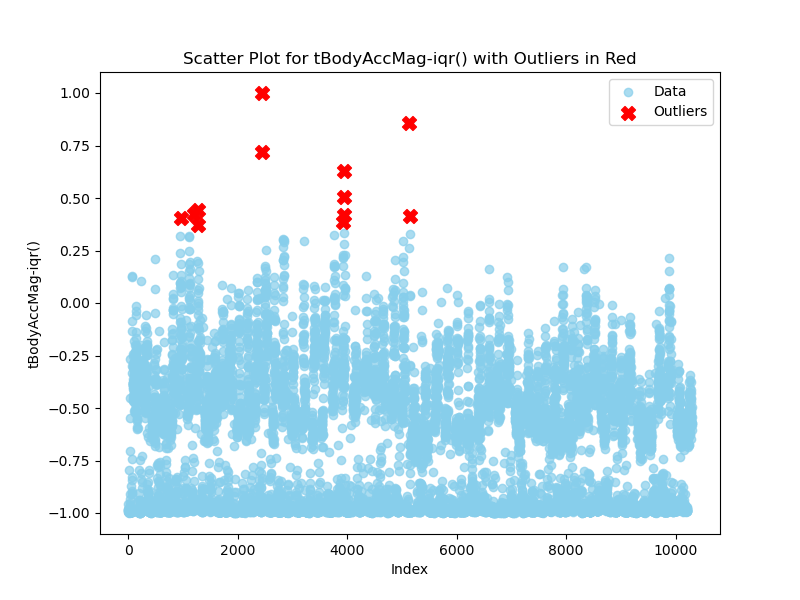 Scatter Plot for tBodyAccMag-iqr() with Outliers in Red
Data
Outliers
tBodyAccMag-iqr()
1.00
0.75
0.50
0.25
0.00
−0.25
−0.50
−0.75
−1.00
0 2000 4000 6000 8000 10000
Index